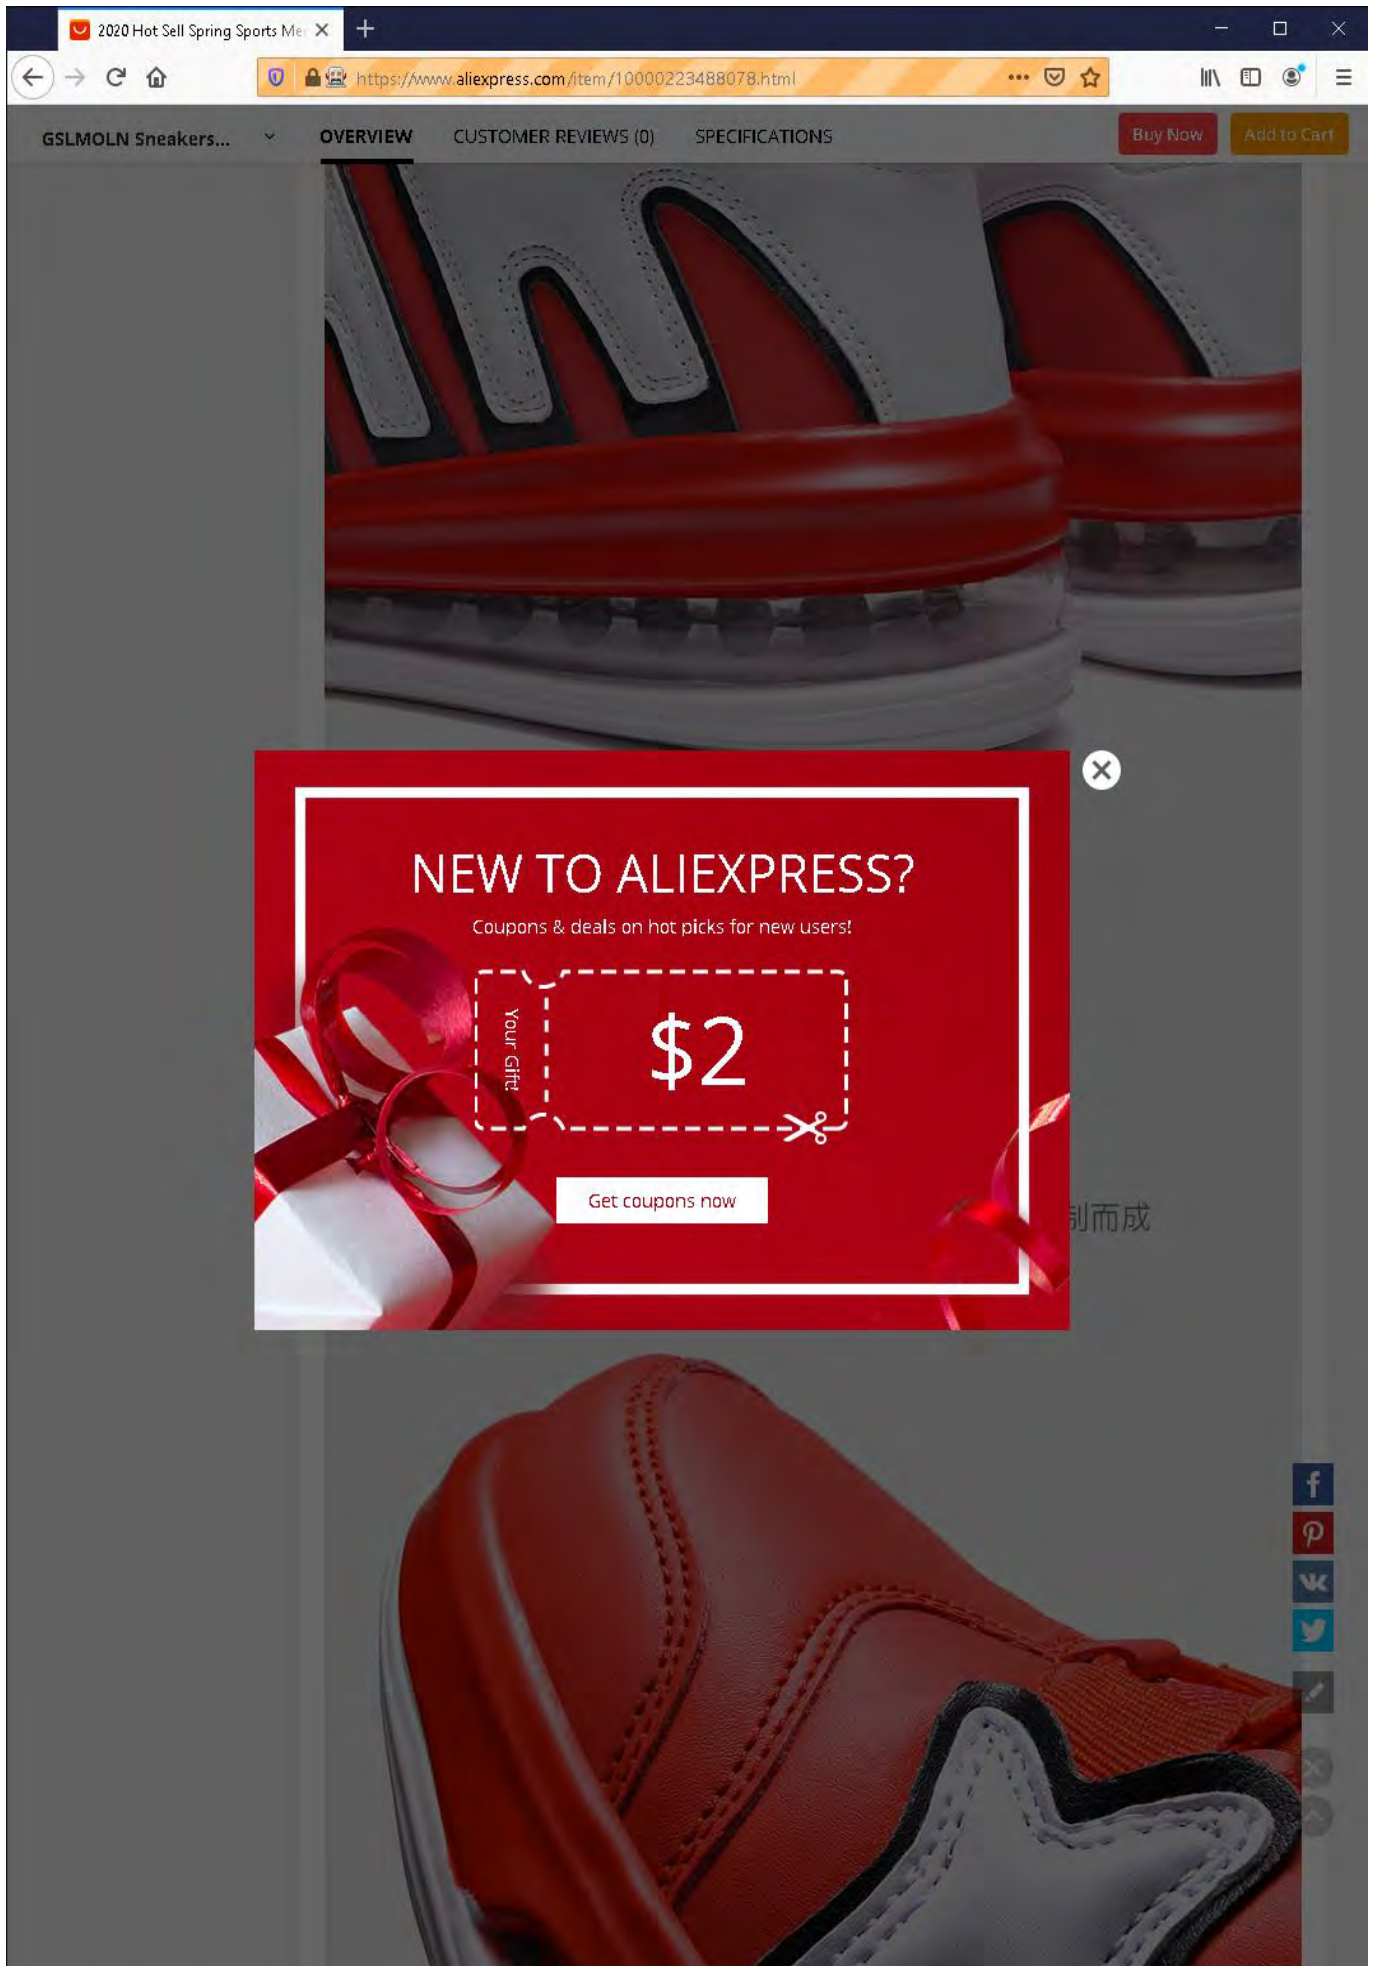 2020 Hot Sell Spring Sports Me
https://www.aliexpress.com/item/10000223488078.html
GSLMOLN Sneakers...
OVERVIEW
CUSTOMER REVIEWS (0)
SPECIFICATIONS
Buy Now
Add to Cart
NEW TO ALIEXPRESS?
Coupons & deals on hot picks for new users!
Your Gift!
$2
Get coupons now
制而成